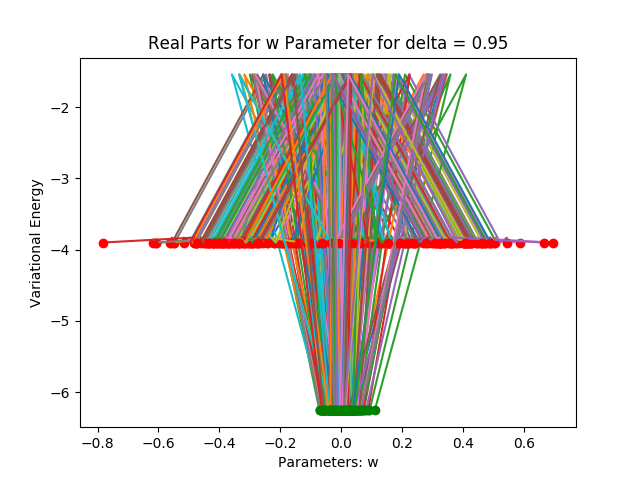 Real Parts for w Parameter for delta = 0.95
Variational Energy
−2
−3
−4
−5
−6
−0.8 −0.6 −0.4 −0.2 0.0 0.2 0.4 0.6
Parameters: w